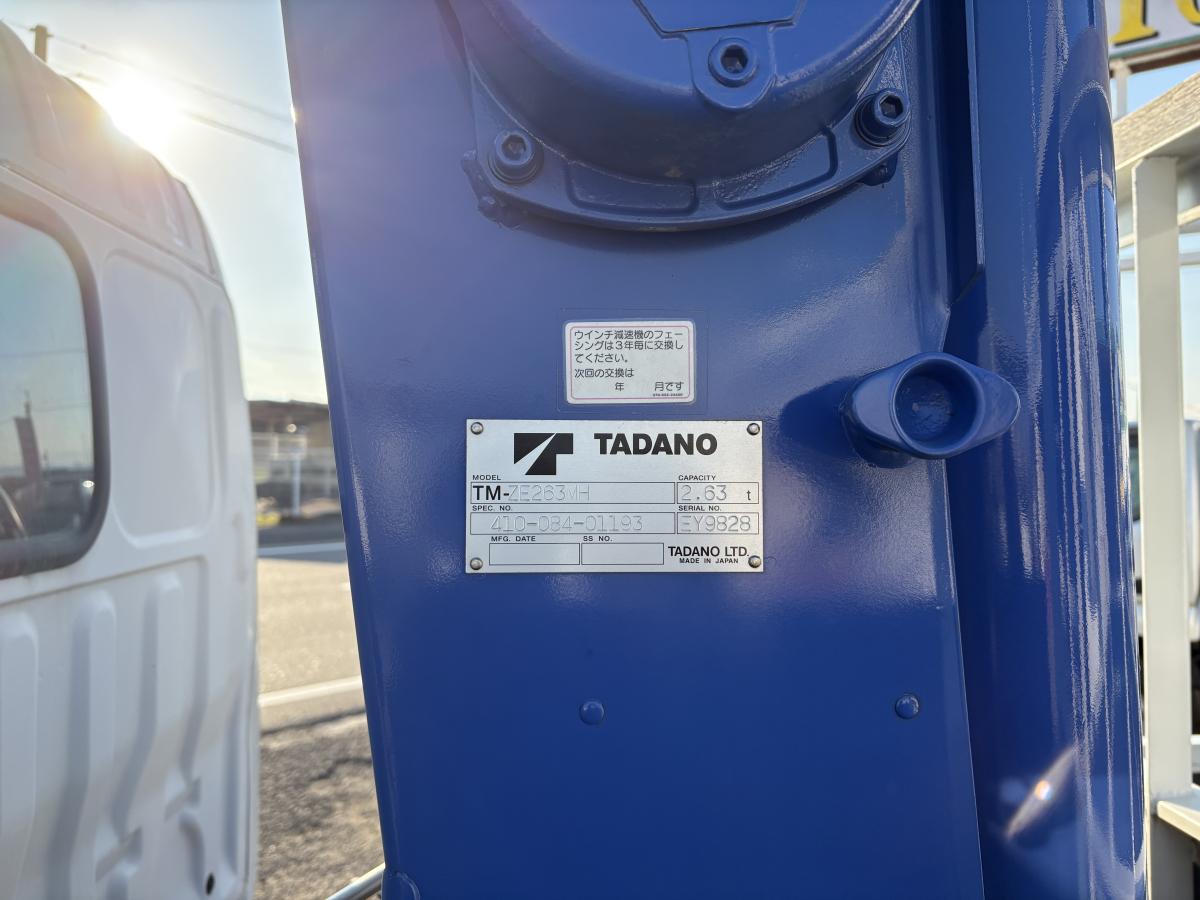 ウインチ減速機のフェー
シングは3年毎に交換し
てください。
次回の交換は
年 月です
TADANO
MODEL CAPACITY
TM-ZE263MH 2.63 t
SPEC. NO. SERIAL NO.
410-084-01193 EY9828
MFG. DATE SS NO.
TADANO LTD.
MADE IN JAPAN